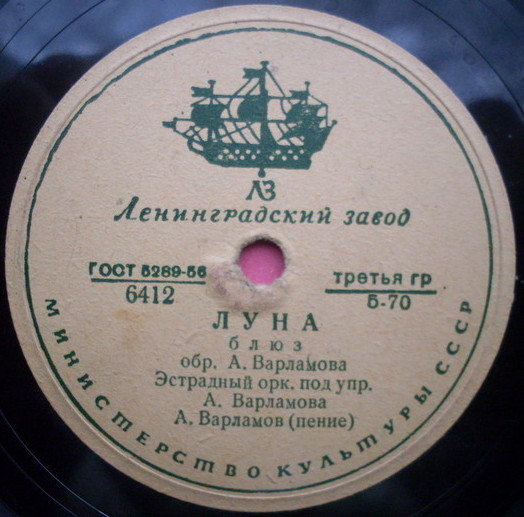 ЛЗ
Ленинградский завод
ГОСТ 5289-56
6412
третья гр
5-70
ЛУНА
блюз
обр. А. Варламова
Эстрадный орк. под упр.
А. Варламова
А. Варламов (пение)
МИНИСТЕРСТВО КУЛЬТУРЫ СССР